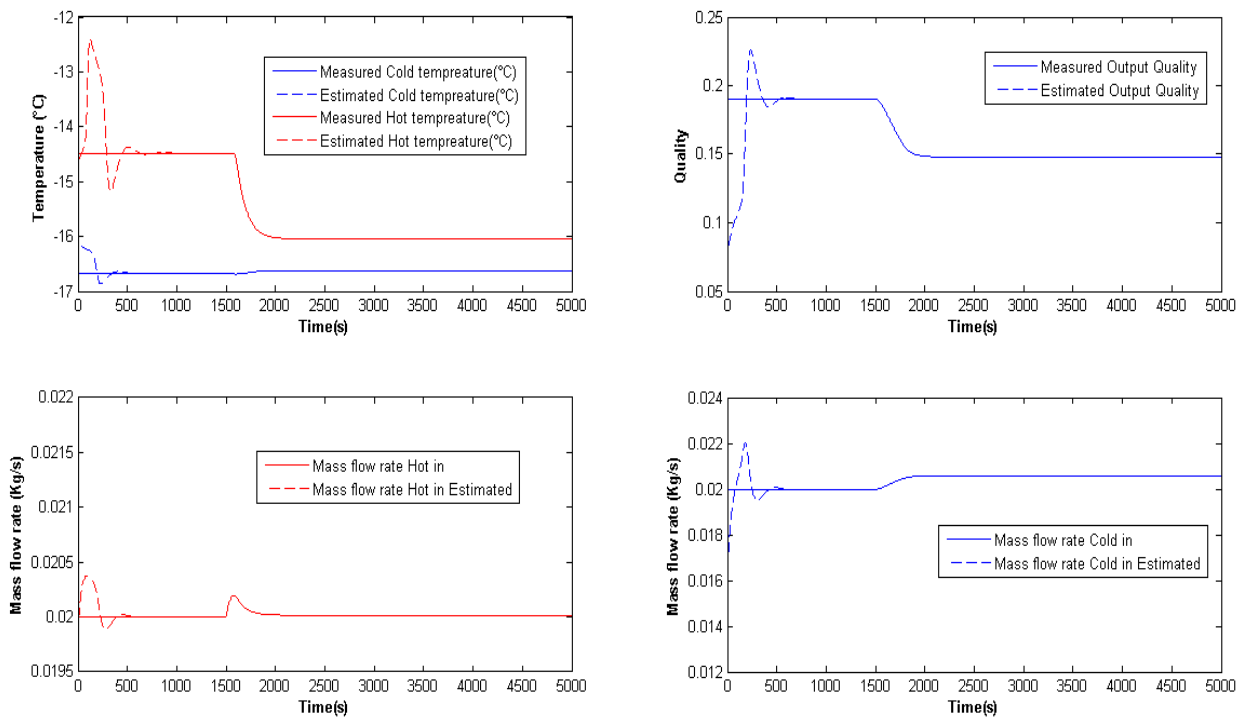 -12
-13
-14
-15
-16
-17
Temperature (°C)
Measured Cold tempreature(°C)
Estimated Cold tempreature(°C)
Measured Hot tempreature(°C)
Estimated Hot tempreature(°C)
0 500 1000 1500 2000 2500 3000 3500 4000 4500 5000
Time(s)
0.25
0.2
0.15
0.1
0.05
Quality
Measured Output Quality
Estimated Output Quality
0 500 1000 1500 2000 2500 3000 3500 4000 4500 5000
Time(s)
0.022
0.0215
0.021
0.0205
0.02
0.0195
Mass flow rate (Kg/s)
Mass flow rate Hot in
Mass flow rate Hot in Estimated
0 500 1000 1500 2000 2500 3000 3500 4000 4500 5000
Time(s)
0.024
0.022
0.02
0.018
0.016
0.014
0.012
Mass flow rate (Kg/s)
Mass flow rate Cold in
Mass flow rate Cold in Estimated
0 500 1000 1500 2000 2500 3000 3500 4000 4500 5000
Time(s)